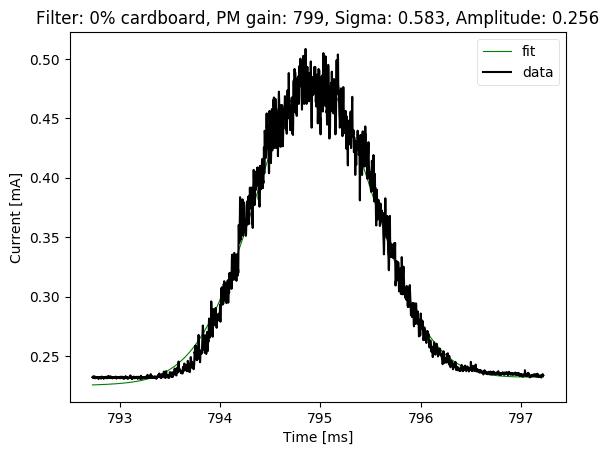 Filter: 0% cardboard, PM gain: 799, Sigma: 0.583, Amplitude: 0.256
fit
data
0.50
0.45
0.40
0.35
0.30
0.25
Current [mA]
793
794
795
796
797
Time [ms]